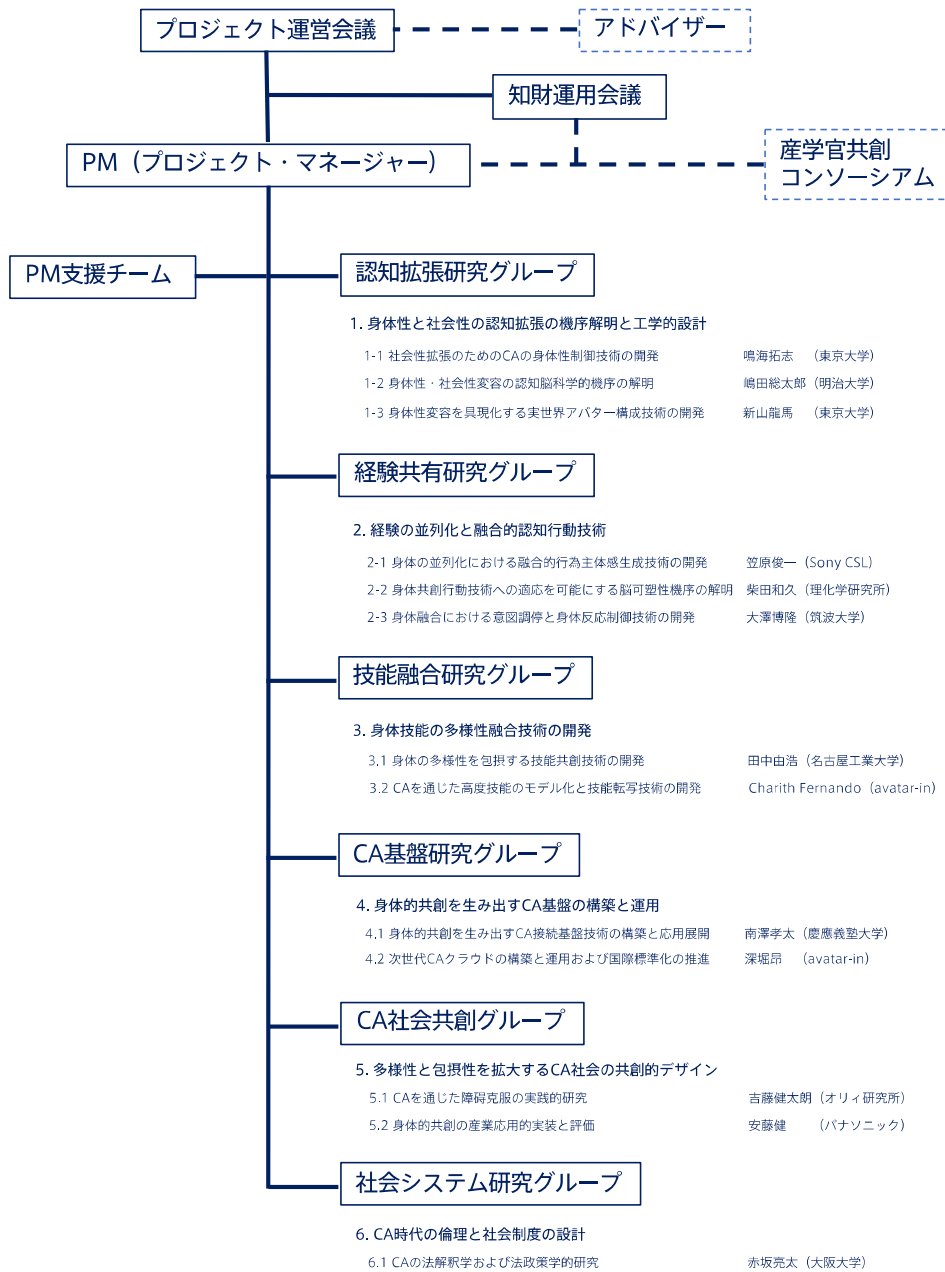 プロジェクト運営会議
アドバイザー
知財運用会議
PM（プロジェクト・マネージャー）
産学官共創
コンソーシアム
PM支援チーム
認知拡張研究グループ
1. 身体性と社会性の認知拡張の機序解明と工学的設計
1-1 社会性拡張のためのCAの身体性制御技術の開発 鳴海拓志 （東京大学）
1-2 身体性・社会性変容の認知脳科学的機序の解明 嶋田総太郎（明治大学）
1-3 身体性変容を具現化する実世界アバター構成技術の開発 新山龍馬 （東京大学）
経験共有研究グループ
2. 経験の並列化と融合的認知行動技術
2-1 身体の並列化における融合的行為主体感生成技術の開発 笠原俊一（Sony CSL）
2-2 身体共創行動技術への適応を可能にする脳可塑性機序の解明 柴田和久（理化学研究所）
2-3 身体融合における意図調停と身体反応制御技術の開発 大澤博隆（筑波大学）
技能融合研究グループ
3. 身体技能の多様性融合技術の開発
3.1 身体の多様性を包摂する技能共創技術の開発 田中由浩（名古屋工業大学）
3.2 CAを通じた高度技能のモデル化と技能転写技術の開発 Charith Fernando（avatar-in）
CA基盤研究グループ
4. 身体的共創を生み出すCA基盤の構築と運用
4.1 身体的共創を生み出すCA接続基盤技術の構築と応用展開 南澤孝太（慶應義塾大学）
4.2 次世代CAクラウドの構築と運用および国際標準化の推進 深堀昂 （avatar-in）
CA社会共創グループ
5. 多様性と包摂性を拡大するCA社会の共創的デザイン
5.1 CAを通じた障碍克服の実践的研究 吉藤健太朗（オリィ研究所）
5.2 身体的共創の産業応用的実装と評価 安藤健 （パナソニック）
社会システム研究グループ
6. CA時代の倫理と社会制度の設計
6.1 CAの法解釈学および法政策学的研究 赤坂亮太（大阪大学）